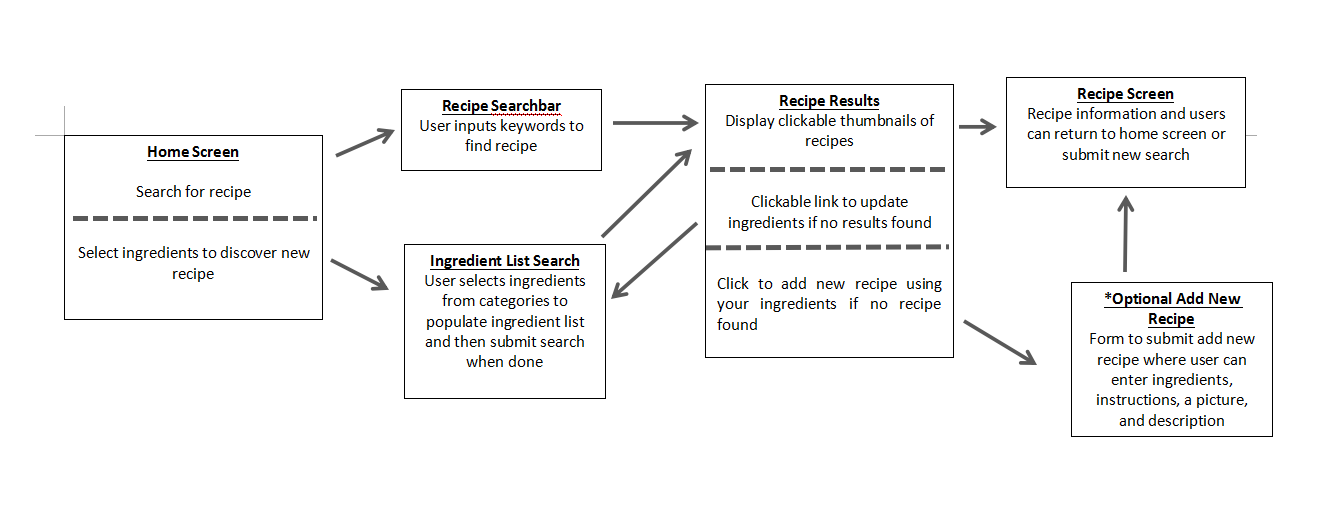 Home Screen
Search for recipe
Select ingredients to discover new
recipe
Recipe Searchbar
User inputs keywords to
find recipe
Ingredient List Search
User selects ingredients
from categories to
populate ingredient list
and then submit search
when done
Recipe Results
Display clickable thumbnails of
recipes
Clickable link to update
ingredients if no results found
Click to add new recipe using
your ingredients if no recipe
found
Recipe Screen
Recipe information and users
can return to home screen or
submit new search
*Optional Add New
Recipe
Form to submit add new
recipe where user can
enter ingredients,
instructions, a picture,
and description